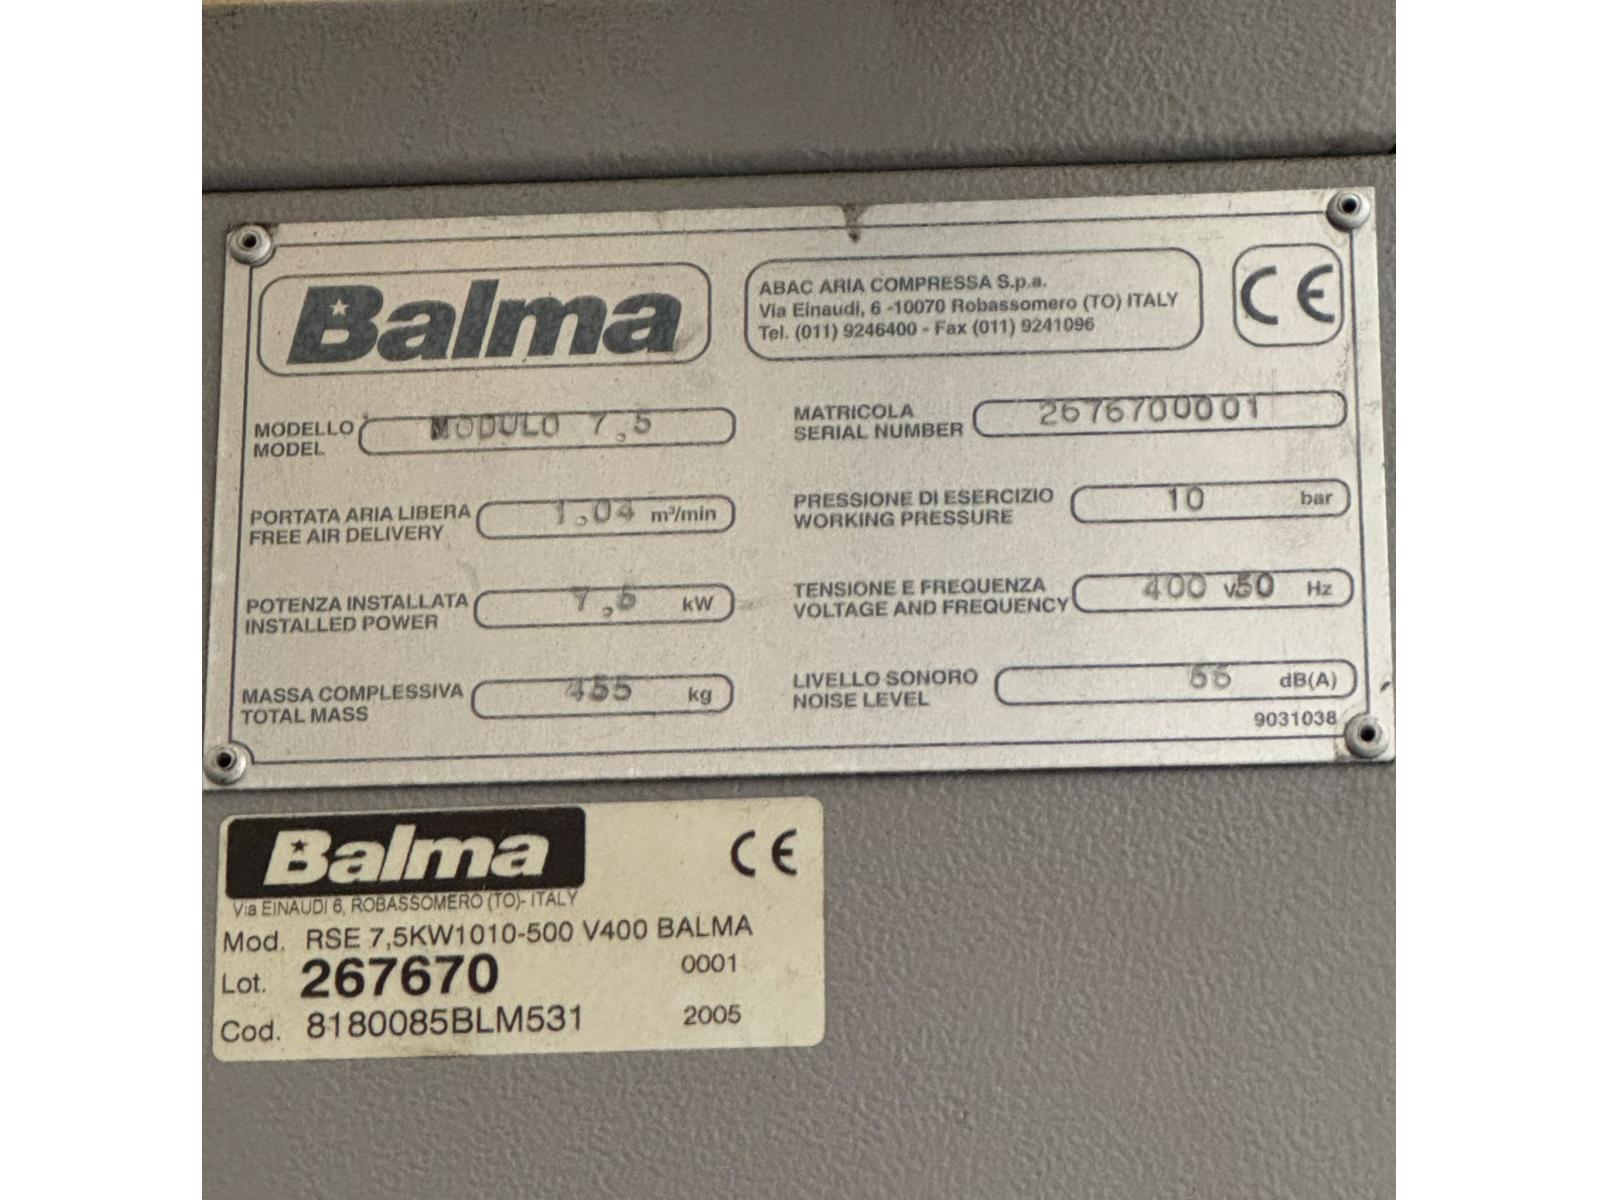 Balma
ABAC ARIA COMPRESSA S.p.a.
Via Einaudi, 6 -10070 Robassomero (TO) ITALY
Tel. (011) 9246400 - Fax (011) 9241096
CE
MODELLO
MODEL
MODULO 7,5
MATRICOLA
SERIAL NUMBER
2676700001
PORTATA ARIA LIBERA
FREE AIR DELIVERY
1,04 m³/min
PRESSIONE DI ESERCIZIO
WORKING PRESSURE
10 bar
POTENZA INSTALLATA
INSTALLED POWER
7,5 kW
TENSIONE E FREQUENZA
VOLTAGE AND FREQUENCY
400 V 50 Hz
MASSA COMPLESSIVA
TOTAL MASS
455 kg
LIVELLO SONORO
NOISE LEVEL
dB(A)
9031038
Balma
CE
Via EINAUDI 6, ROBASSOMERO (TO)- ITALY
Mod. RSE 7,5KW1010-500 V400 BALMA
Lot. 267670 0001
Cod. 8180085BLM531 2005